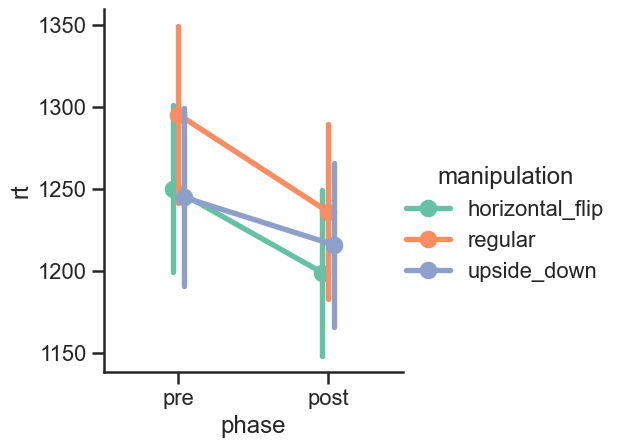 1350
1300
1250
1200
1150
rt
pre
post
phase
manipulation
horizontal_flip
regular
upside_down